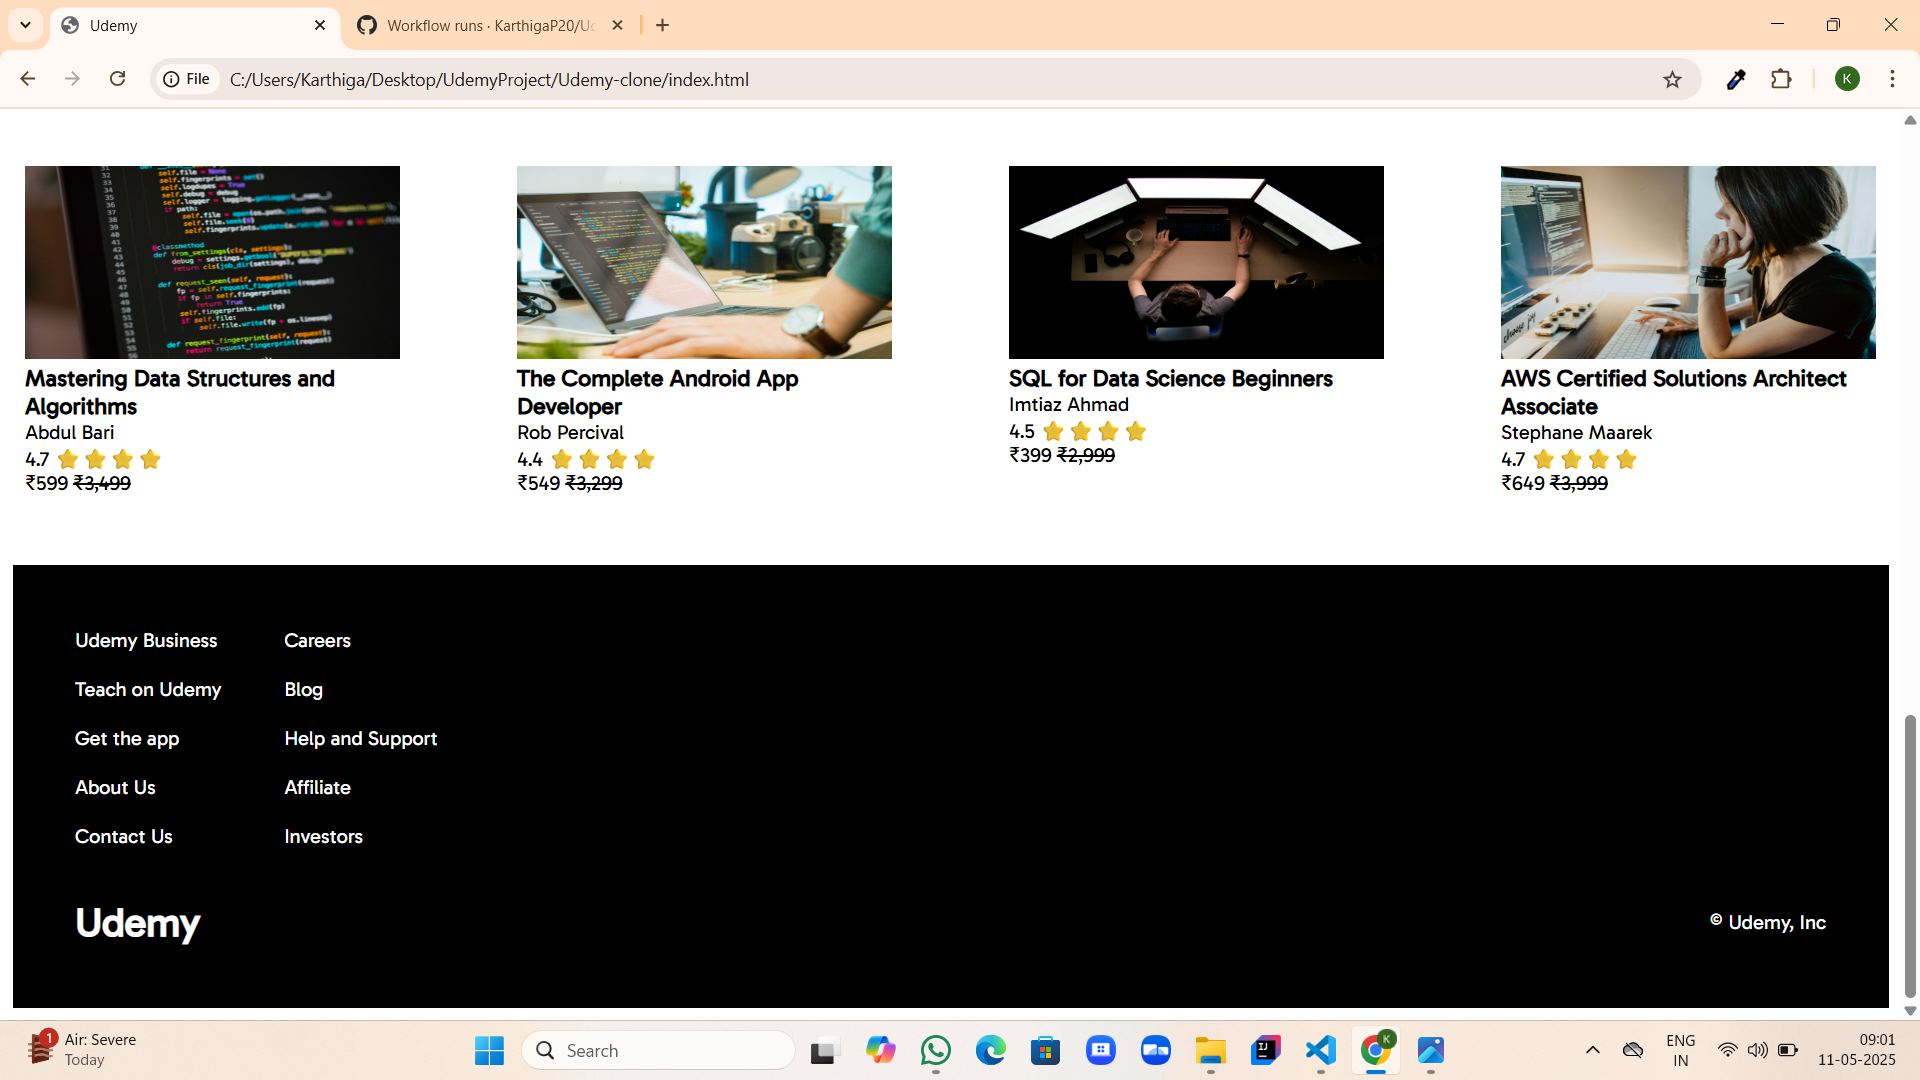 Udemy
Workflow runs · KarthigaP20/Ud
File
C:/Users/Karthiga/Desktop/UdemyProject/Udemy-clone/index.html
K
Mastering Data Structures and
Algorithms
Abdul Bari
4.7
₹599 ₹3,499
The Complete Android App
Developer
Rob Percival
4.4
₹549 ₹3,299
SQL for Data Science Beginners
Imtiaz Ahmad
4.5
₹399 ₹2,999
AWS Certified Solutions Architect
Associate
Stephane Maarek
4.7
₹649 ₹3,999
Udemy Business
Careers
Teach on Udemy
Blog
Get the app
Help and Support
About Us
Affiliate
Contact Us
Investors
Udemy
© Udemy, Inc
1
Air: Severe
Today
Search
K
ENG
IN
09:01
11-05-2025